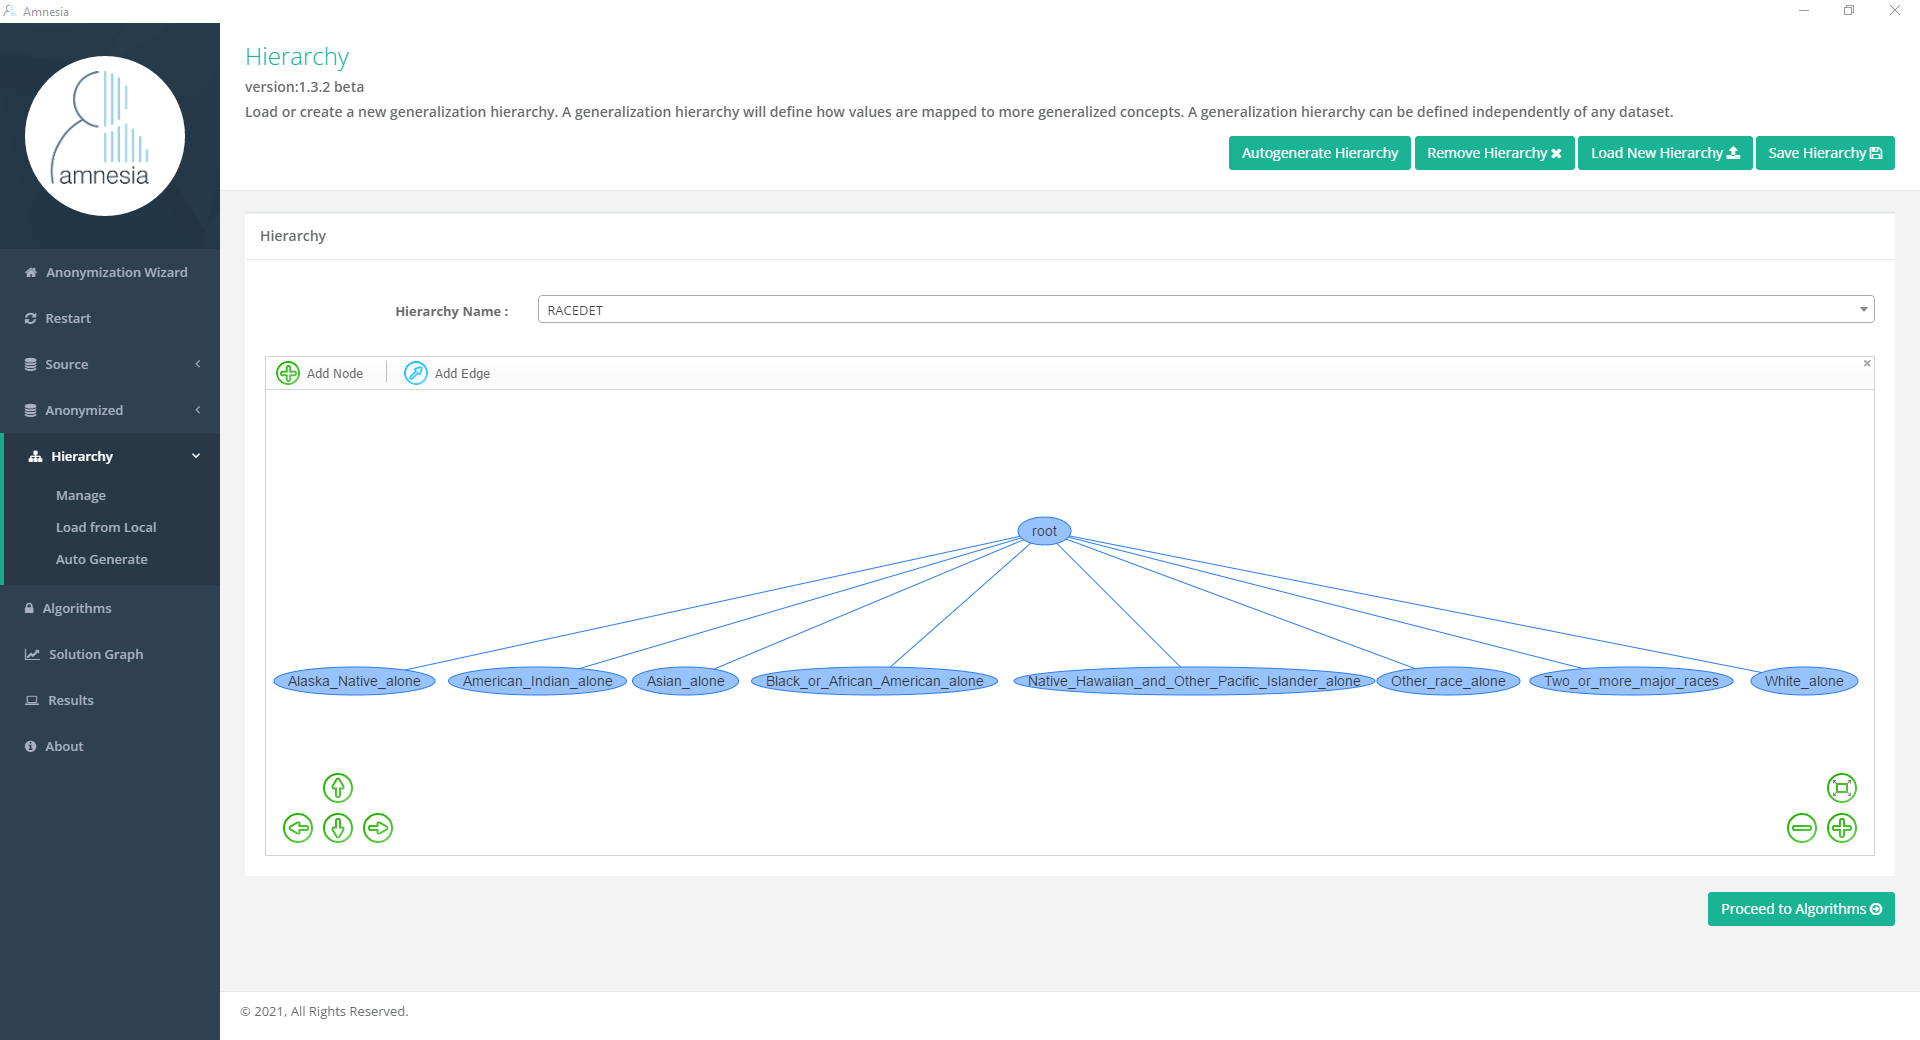 Amnesia
amnesia
Anonymization Wizard
Restart
Source
Anonymized
Hierarchy
Manage
Load from Local
Auto Generate
Algorithms
Solution Graph
Results
About
Hierarchy
version:1.3.2 beta
Load or create a new generalization hierarchy. A generalization hierarchy will define how values are mapped to more generalized concepts. A generalization hierarchy can be defined independently of any dataset.
Autogenerate Hierarchy Remove Hierarchy Load New Hierarchy Save Hierarchy
Hierarchy
Hierarchy Name : RACEDET
Add Node Add Edge
root
Alaska_Native_alone American_Indian_alone Asian_alone Black_or_African_American_alone Native_Hawaiian_and_Other_Pacific_Islander_alone Other_race_alone Two_or_more_major_races White_alone
Proceed to Algorithms
© 2021, All Rights Reserved.